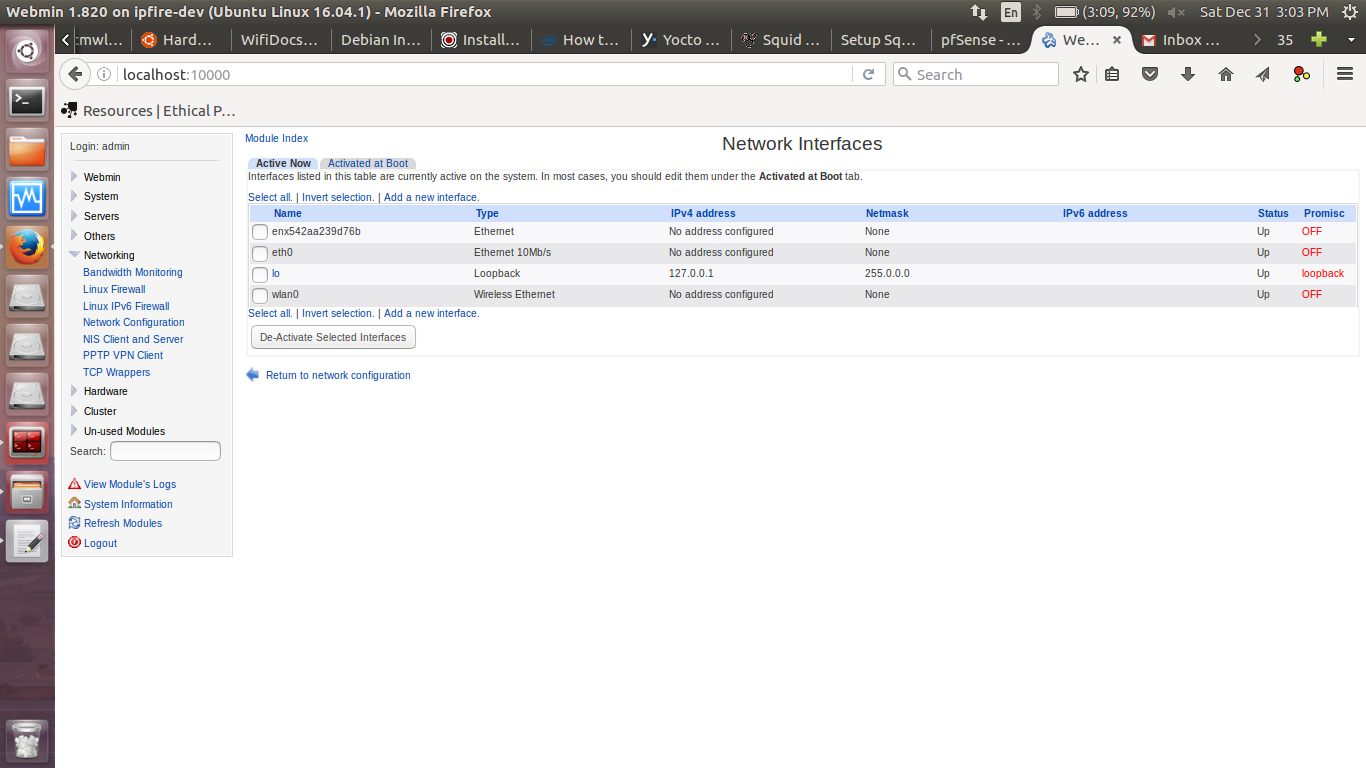 Webmin 1.820 on ipfire-dev (Ubuntu Linux 16.04.1) - Mozilla Firefox
En (3:09, 92%) Sat Dec 31 3:03 PM
:mwl… Hard… WifiDocs… Debian In… Install… How t… Yocto … Squid … Setup Sq… pfSense - … We… Inbox … 35
localhost:10000 Search
Resources | Ethical P…
Login: admin
Webmin
System
Servers
Others
Networking
Bandwidth Monitoring
Linux Firewall
Linux IPv6 Firewall
Network Configuration
NIS Client and Server
PPTP VPN Client
TCP Wrappers
Hardware
Cluster
Un-used Modules
Search:
View Module's Logs
System Information
Refresh Modules
Logout
Module Index
Network Interfaces
Active Now Activated at Boot
Interfaces listed in this table are currently active on the system. In most cases, you should edit them under the Activated at Boot tab.
Select all. | Invert selection. | Add a new interface.
Name Type IPv4 address Netmask IPv6 address Status Promisc
enx542aa239d76b Ethernet No address configured None Up OFF
eth0 Ethernet 10Mb/s No address configured None Up OFF
lo Loopback 127.0.0.1 255.0.0.0 Up loopback
wlan0 Wireless Ethernet No address configured None Up OFF
Select all. | Invert selection. | Add a new interface.
De-Activate Selected Interfaces
Return to network configuration